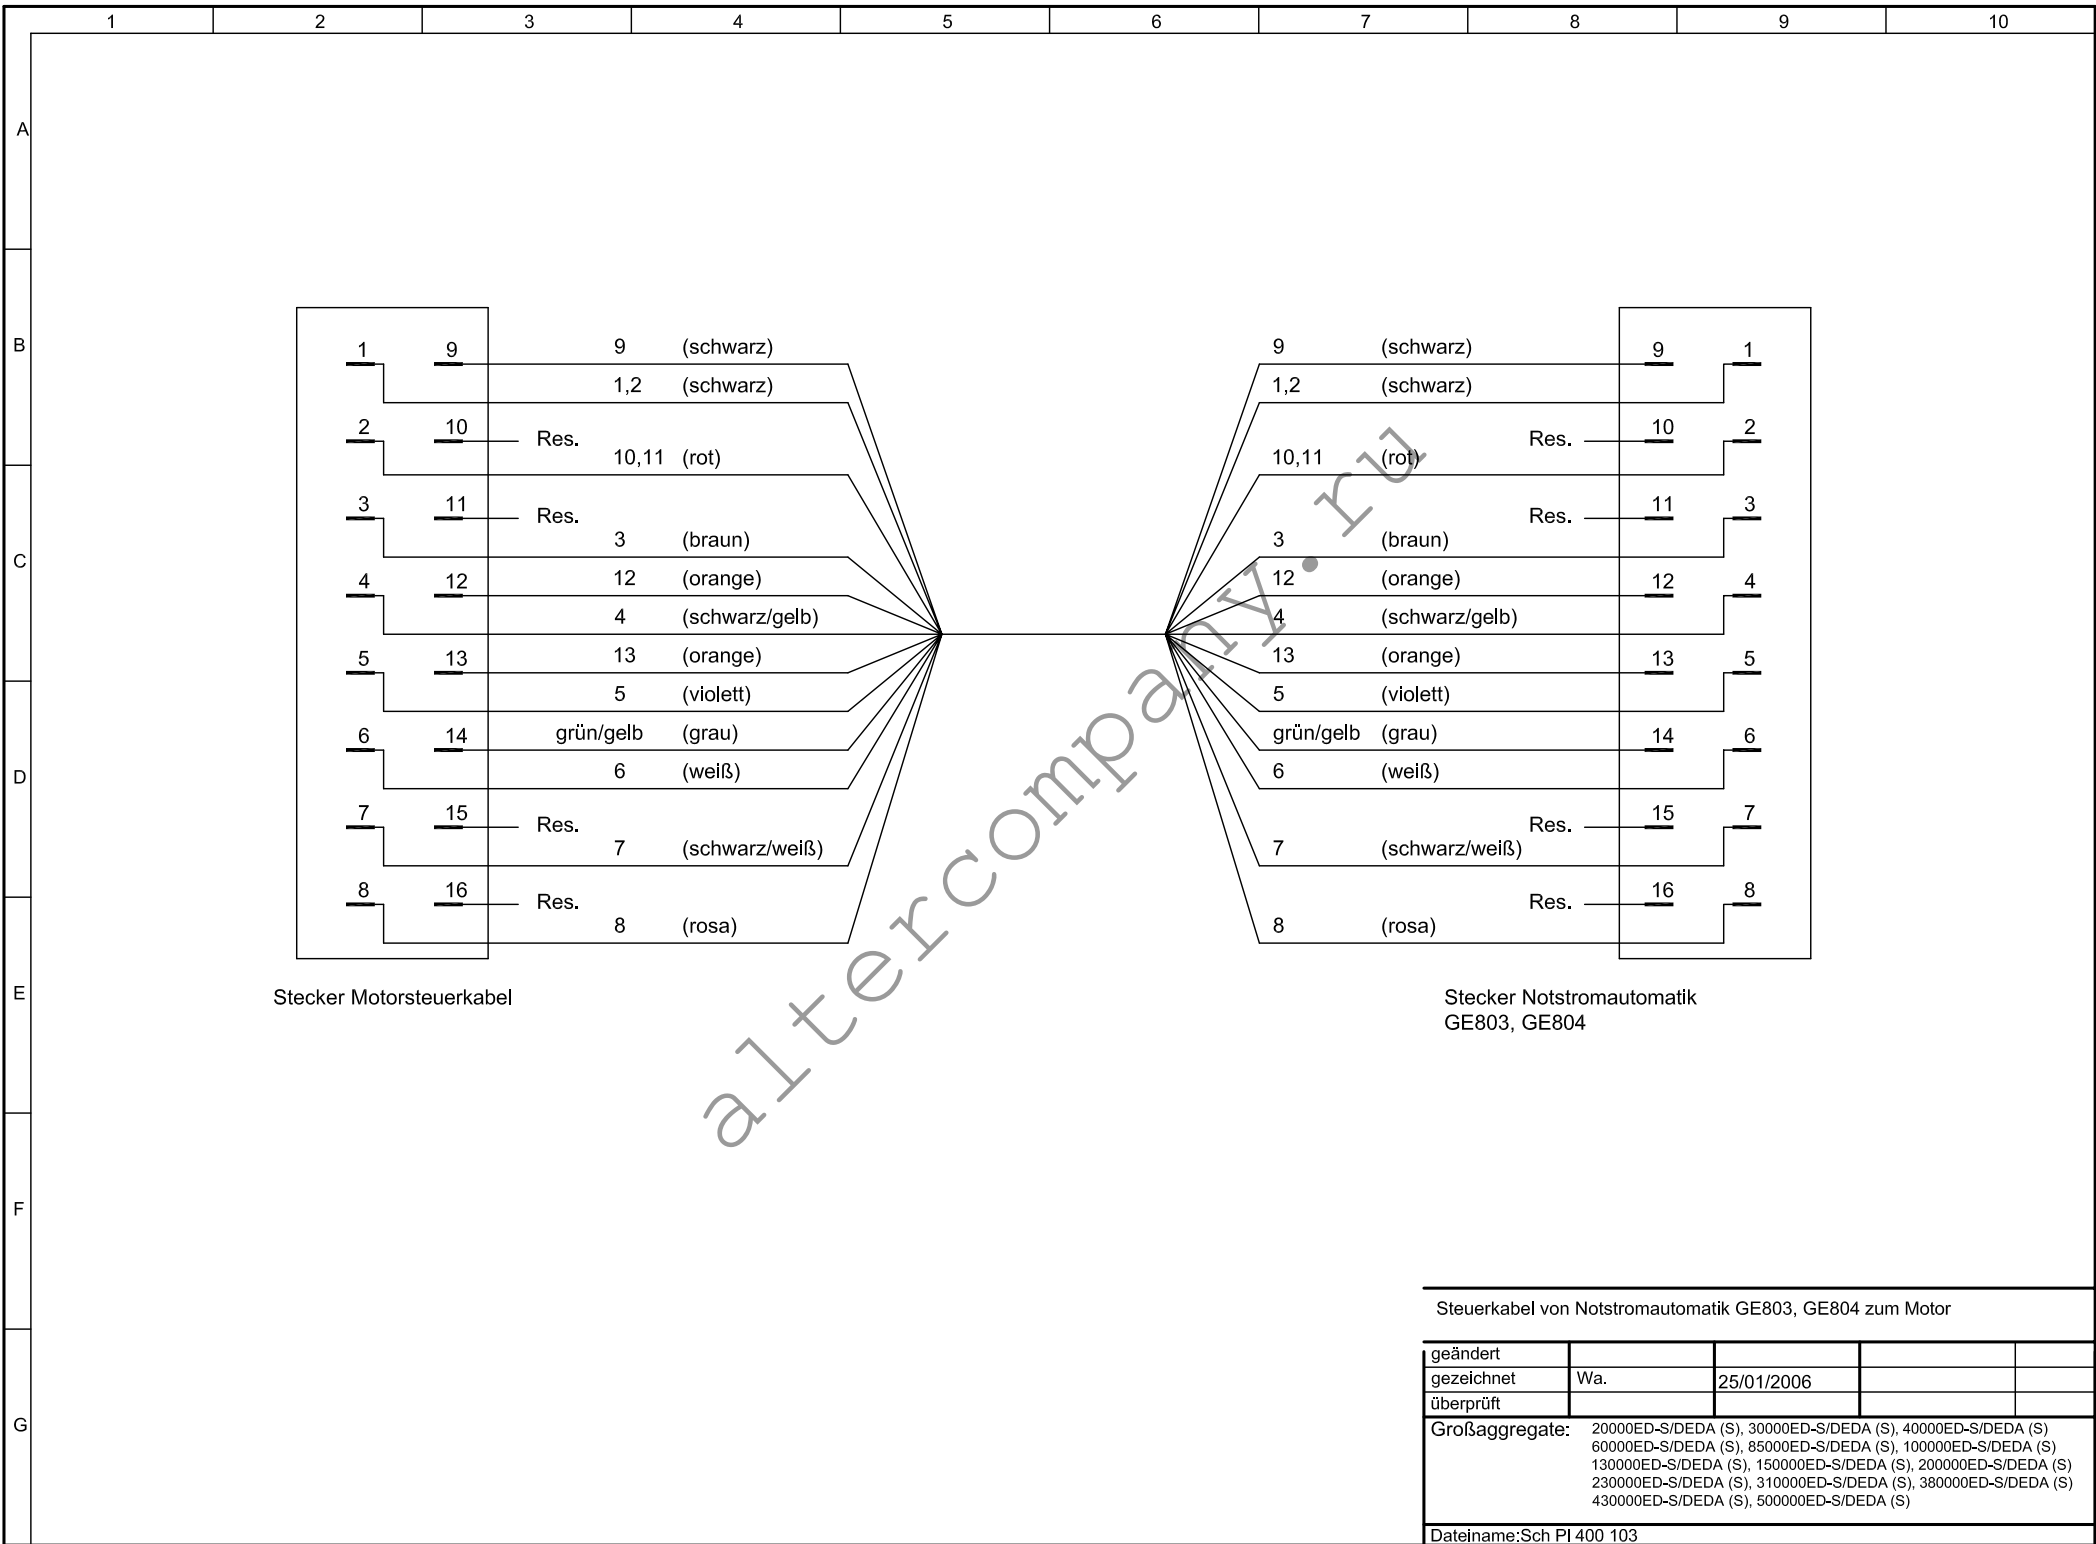 1 2 3 4 5 6 7 8 9 10
A
B
C
D
E
F
G
1 9 9 (schwarz) 9 (schwarz) 9 1
1,2 (schwarz) 1,2 (schwarz)
2 10 Res. Res. 10 2
10,11 (rot) 10,11 (rot)
3 11 Res. Res. 11 3
3 (braun) 3 (braun)
4 12 12 (orange) 12 (orange) 12 4
4 (schwarz/gelb) 4 (schwarz/gelb)
5 13 13 (orange) 13 (orange) 13 5
5 (violett) 5 (violett)
6 14 grün/gelb (grau) grün/gelb (grau) 14 6
6 (weiß) 6 (weiß)
7 15 Res. Res. 15 7
7 (schwarz/weiß) 7 (schwarz/weiß)
8 16 Res. Res. 16 8
8 (rosa) 8 (rosa)
Stecker Motorsteuerkabel
Stecker Notstromautomatik
GE803, GE804
altercompany.ru
Steuerkabel von Notstromautomatik GE803, GE804 zum Motor
geändert
gezeichnet Wa. 25/01/2006
überprüft
Großaggregate: 20000ED-S/DEDA (S), 30000ED-S/DEDA (S), 40000ED-S/DEDA (S)
60000ED-S/DEDA (S), 85000ED-S/DEDA (S), 100000ED-S/DEDA (S)
130000ED-S/DEDA (S), 150000ED-S/DEDA (S), 200000ED-S/DEDA (S)
230000ED-S/DEDA (S), 310000ED-S/DEDA (S), 380000ED-S/DEDA (S)
430000ED-S/DEDA (S), 500000ED-S/DEDA (S)
Dateiname:Sch Pl 400 103